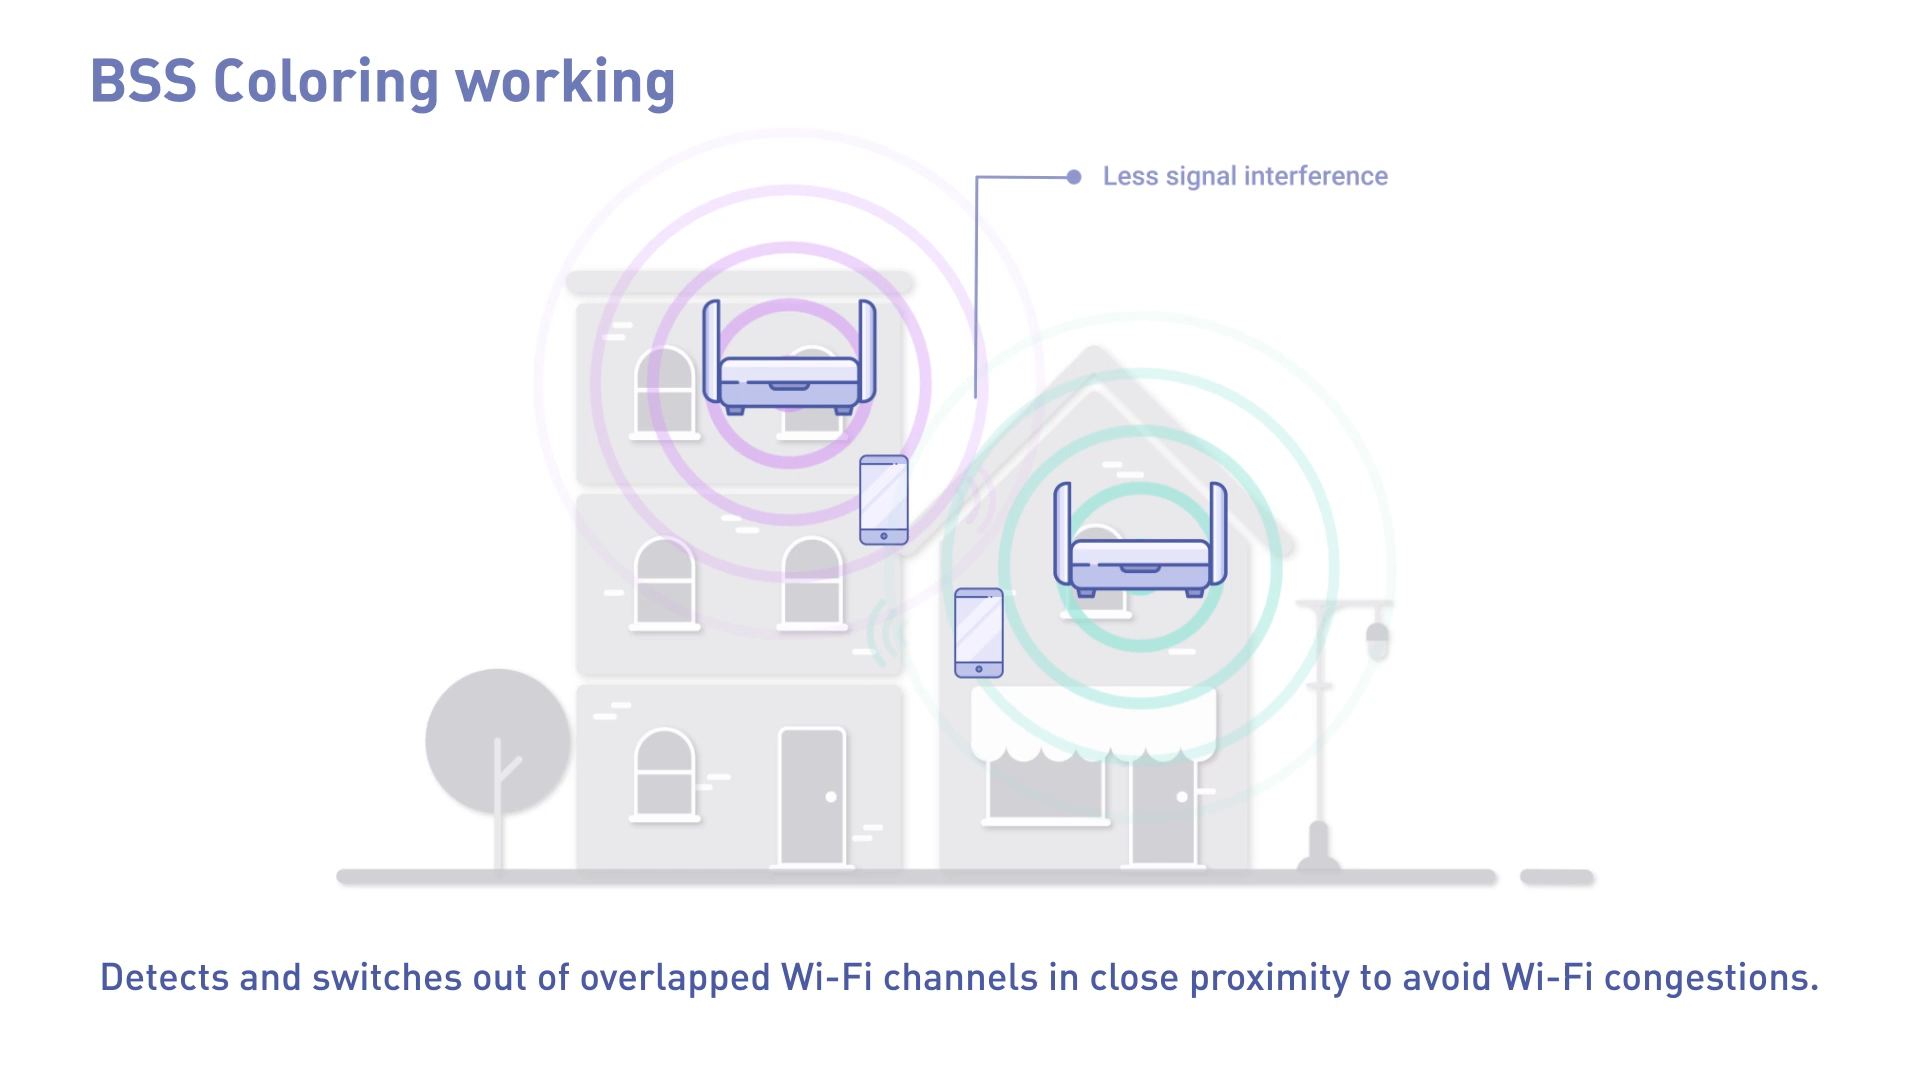 BSS Coloring working
Less signal interference
Detects and switches out of overlapped Wi-Fi channels in close proximity to avoid Wi-Fi congestions.